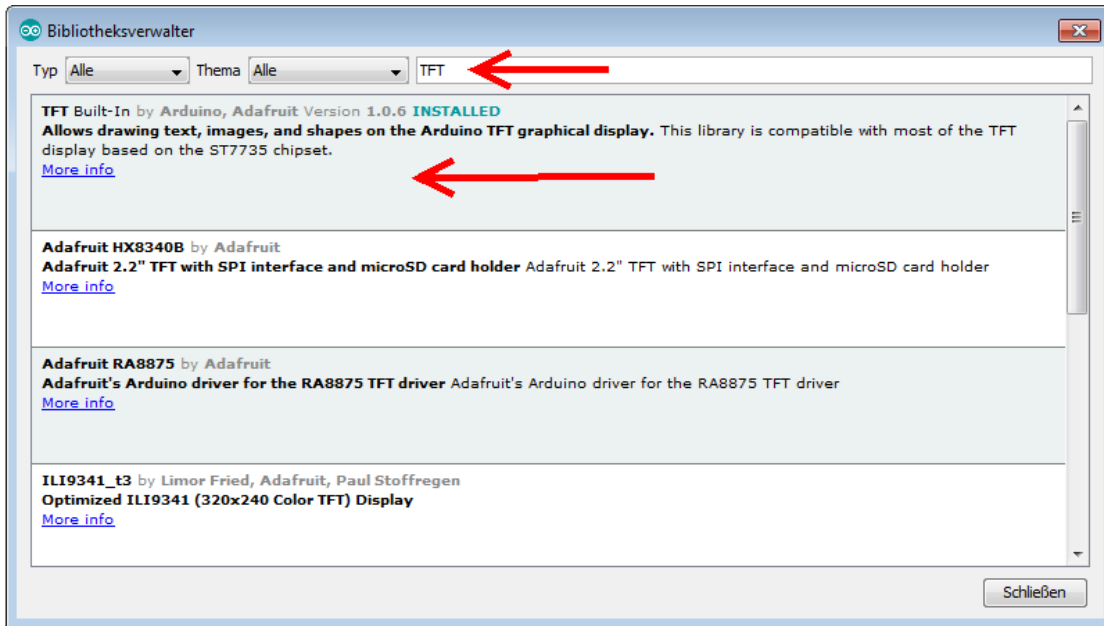 Bibliotheksverwalter
Typ Alle Thema Alle TFT
TFT Built-In by Arduino, Adafruit Version 1.0.6 INSTALLED
Allows drawing text, images, and shapes on the Arduino TFT graphical display. This library is compatible with most of the TFT
display based on the ST7735 chipset.
More info
Adafruit HX8340B by Adafruit
Adafruit 2.2" TFT with SPI interface and microSD card holder Adafruit 2.2" TFT with SPI interface and microSD card holder
More info
Adafruit RA8875 by Adafruit
Adafruit's Arduino driver for the RA8875 TFT driver Adafruit's Arduino driver for the RA8875 TFT driver
More info
ILI9341_t3 by Limor Fried, Adafruit, Paul Stoffregen
Optimized ILI9341 (320x240 Color TFT) Display
More info
Schließen